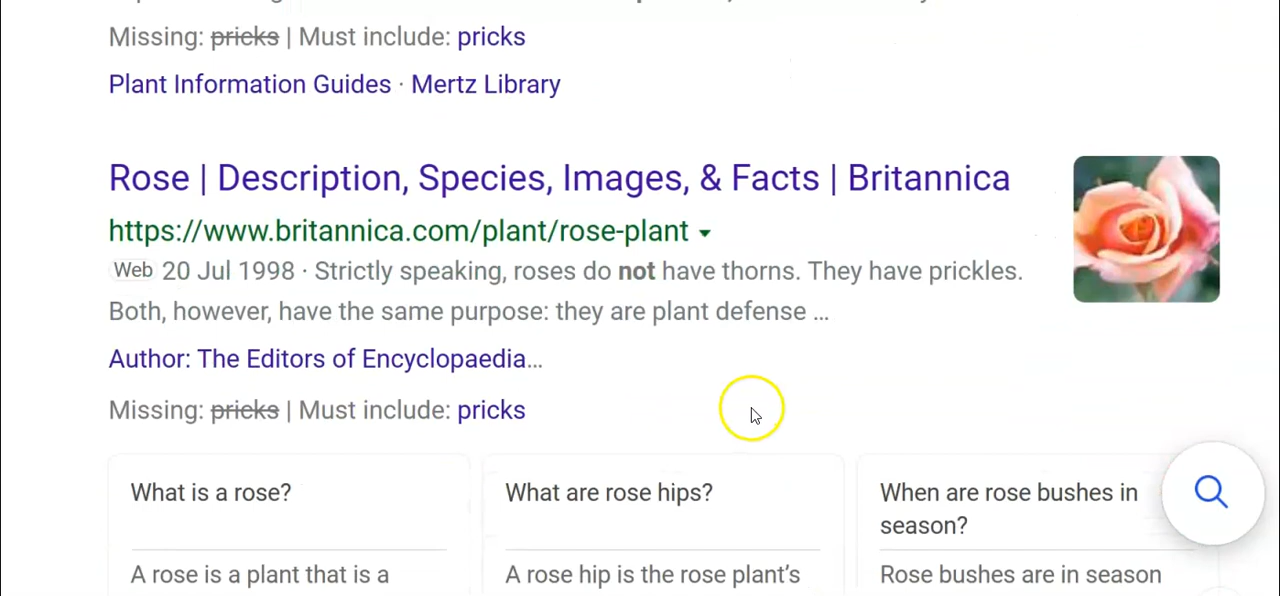 Missing: pricks | Must include: pricks
Plant Information Guides · Mertz Library
Rose | Description, Species, Images, & Facts | Britannica
https://www.britannica.com/plant/rose-plant
Web 20 Jul 1998 · Strictly speaking, roses do not have thorns. They have prickles.
Both, however, have the same purpose: they are plant defense ...
Author: The Editors of Encyclopaedia...
Missing: pricks | Must include: pricks
What is a rose?
A rose is a plant that is a
What are rose hips?
A rose hip is the rose plant’s
When are rose bushes in
season?
Rose bushes are in season